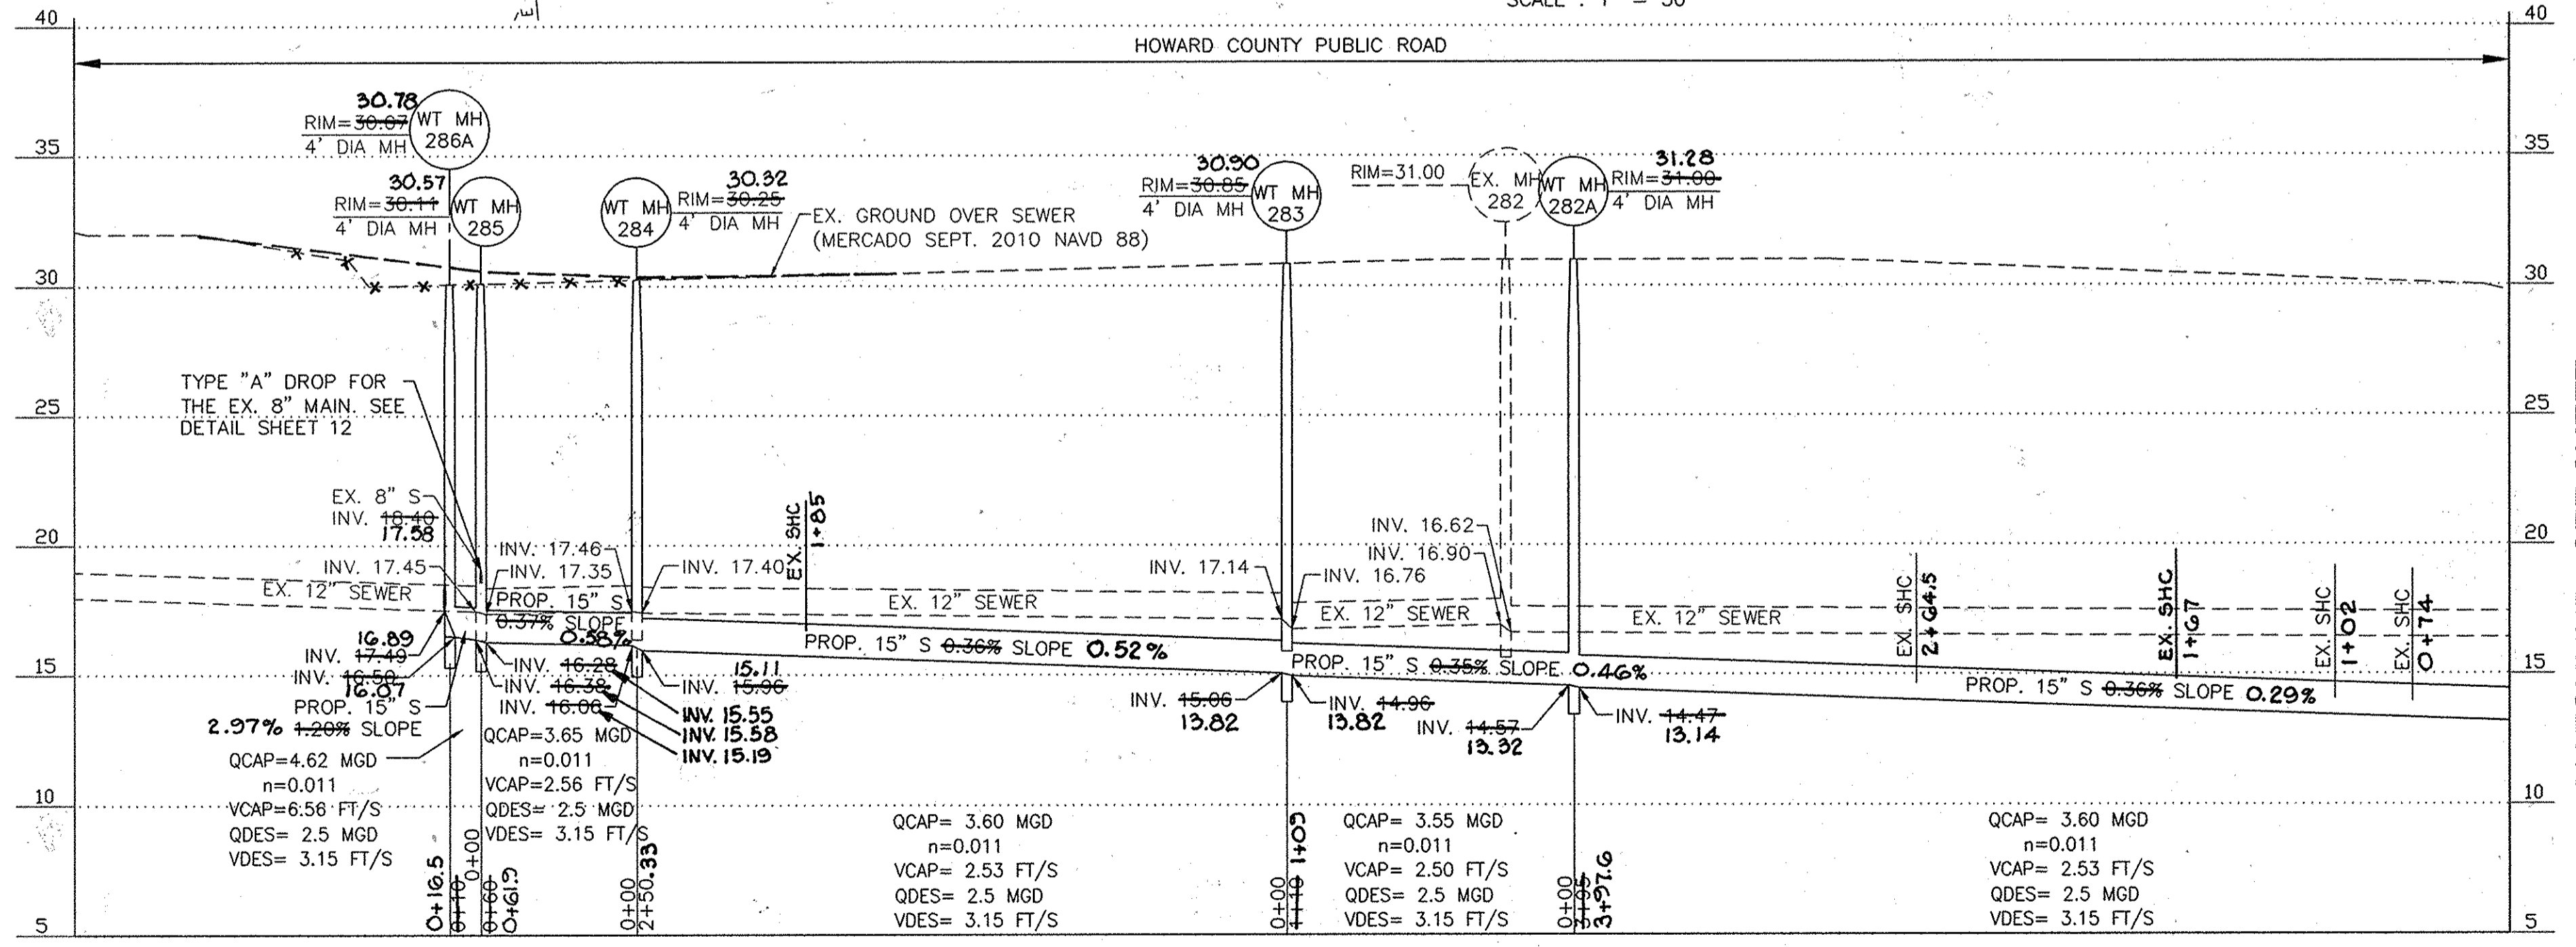 SCALE : 1" = 50'
40
40
HOWARD COUNTY PUBLIC ROAD
30.78
RIM=30.07
4' DIA MH
WT MH
286A
35
35
30.57
RIM=30.11
4' DIA MH
WT MH
285
WT MH
284
30.32
RIM=30.25
4' DIA MH
EX. GROUND OVER SEWER
(MERCADO SEPT. 2010 NAVD 88)
30.90
RIM=30.85
4' DIA MH
WT MH
283
RIM=31.00
EX. MH
282
WT MH
282A
31.28
RIM=31.00
4' DIA MH
30
30
TYPE "A" DROP FOR
THE EX. 8" MAIN. SEE
DETAIL SHEET 12
25
25
EX. 8" S
INV. 18.40
17.58
20
20
INV. 17.45
INV. 17.46
INV. 17.35
INV. 17.40
EX. SHC
1+85
INV. 17.14
INV. 16.76
INV. 16.62
INV. 16.90
EX. 12" SEWER
PROP. 15" S
0.37% SLOPE
0.58%
EX. 12" SEWER
EX. 12" SEWER
EX. 12" SEWER
EX. SHC
2+64.5
EX. SHC
1+67
EX. SHC
1+02
EX. SHC
0+74
PROP. 15" S 0.36% SLOPE 0.52%
PROP. 15" S 0.35% SLOPE 0.46%
PROP. 15" S 0.36% SLOPE 0.29%
15
15
16.89
INV. 17.49
INV. 16.50
16.07
PROP. 15" S
2.97% 1.20% SLOPE
INV. 16.28
INV. 16.38
INV. 16.06
15.11
INV. 15.96
INV. 15.55
INV. 15.58
INV. 15.19
INV. 15.06
13.82
INV. 14.96
13.82
INV. 14.57
13.32
INV. 14.47
13.14
QCAP=4.62 MGD
n=0.011
VCAP=6.56 FT/S
QDES= 2.5 MGD
VDES= 3.15 FT/S
QCAP=3.65 MGD
n=0.011
VCAP=2.56 FT/S
QDES= 2.5 MGD
VDES= 3.15 FT/S
10
10
QCAP= 3.60 MGD
n=0.011
VCAP= 2.53 FT/S
QDES= 2.5 MGD
VDES= 3.15 FT/S
QCAP= 3.55 MGD
n=0.011
VCAP= 2.50 FT/S
QDES= 2.5 MGD
VDES= 3.15 FT/S
QCAP= 3.60 MGD
n=0.011
VCAP= 2.53 FT/S
QDES= 2.5 MGD
VDES= 3.15 FT/S
0+16.5
0+10
0+00
0+60
0+61.9
0+00
2+50.33
0+00
1+10
1+09
0+00
3+95
3+97.6
5
5